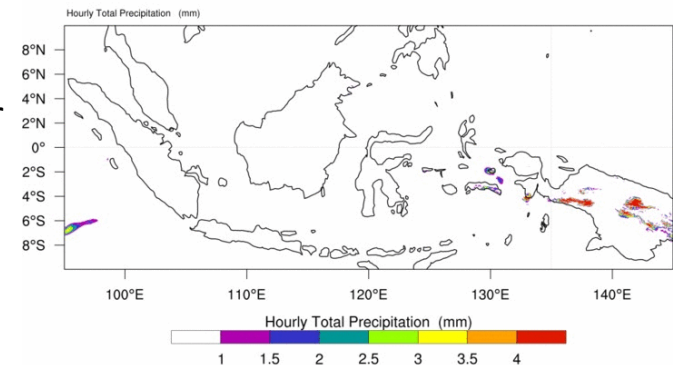 Hourly Total Precipitation (mm)
8°N
6°N
4°N
2°N
0°
2°S
4°S
6°S
8°S
100°E 110°E 120°E 130°E 140°E
Hourly Total Precipitation (mm)
1 1.5 2 2.5 3 3.5 4